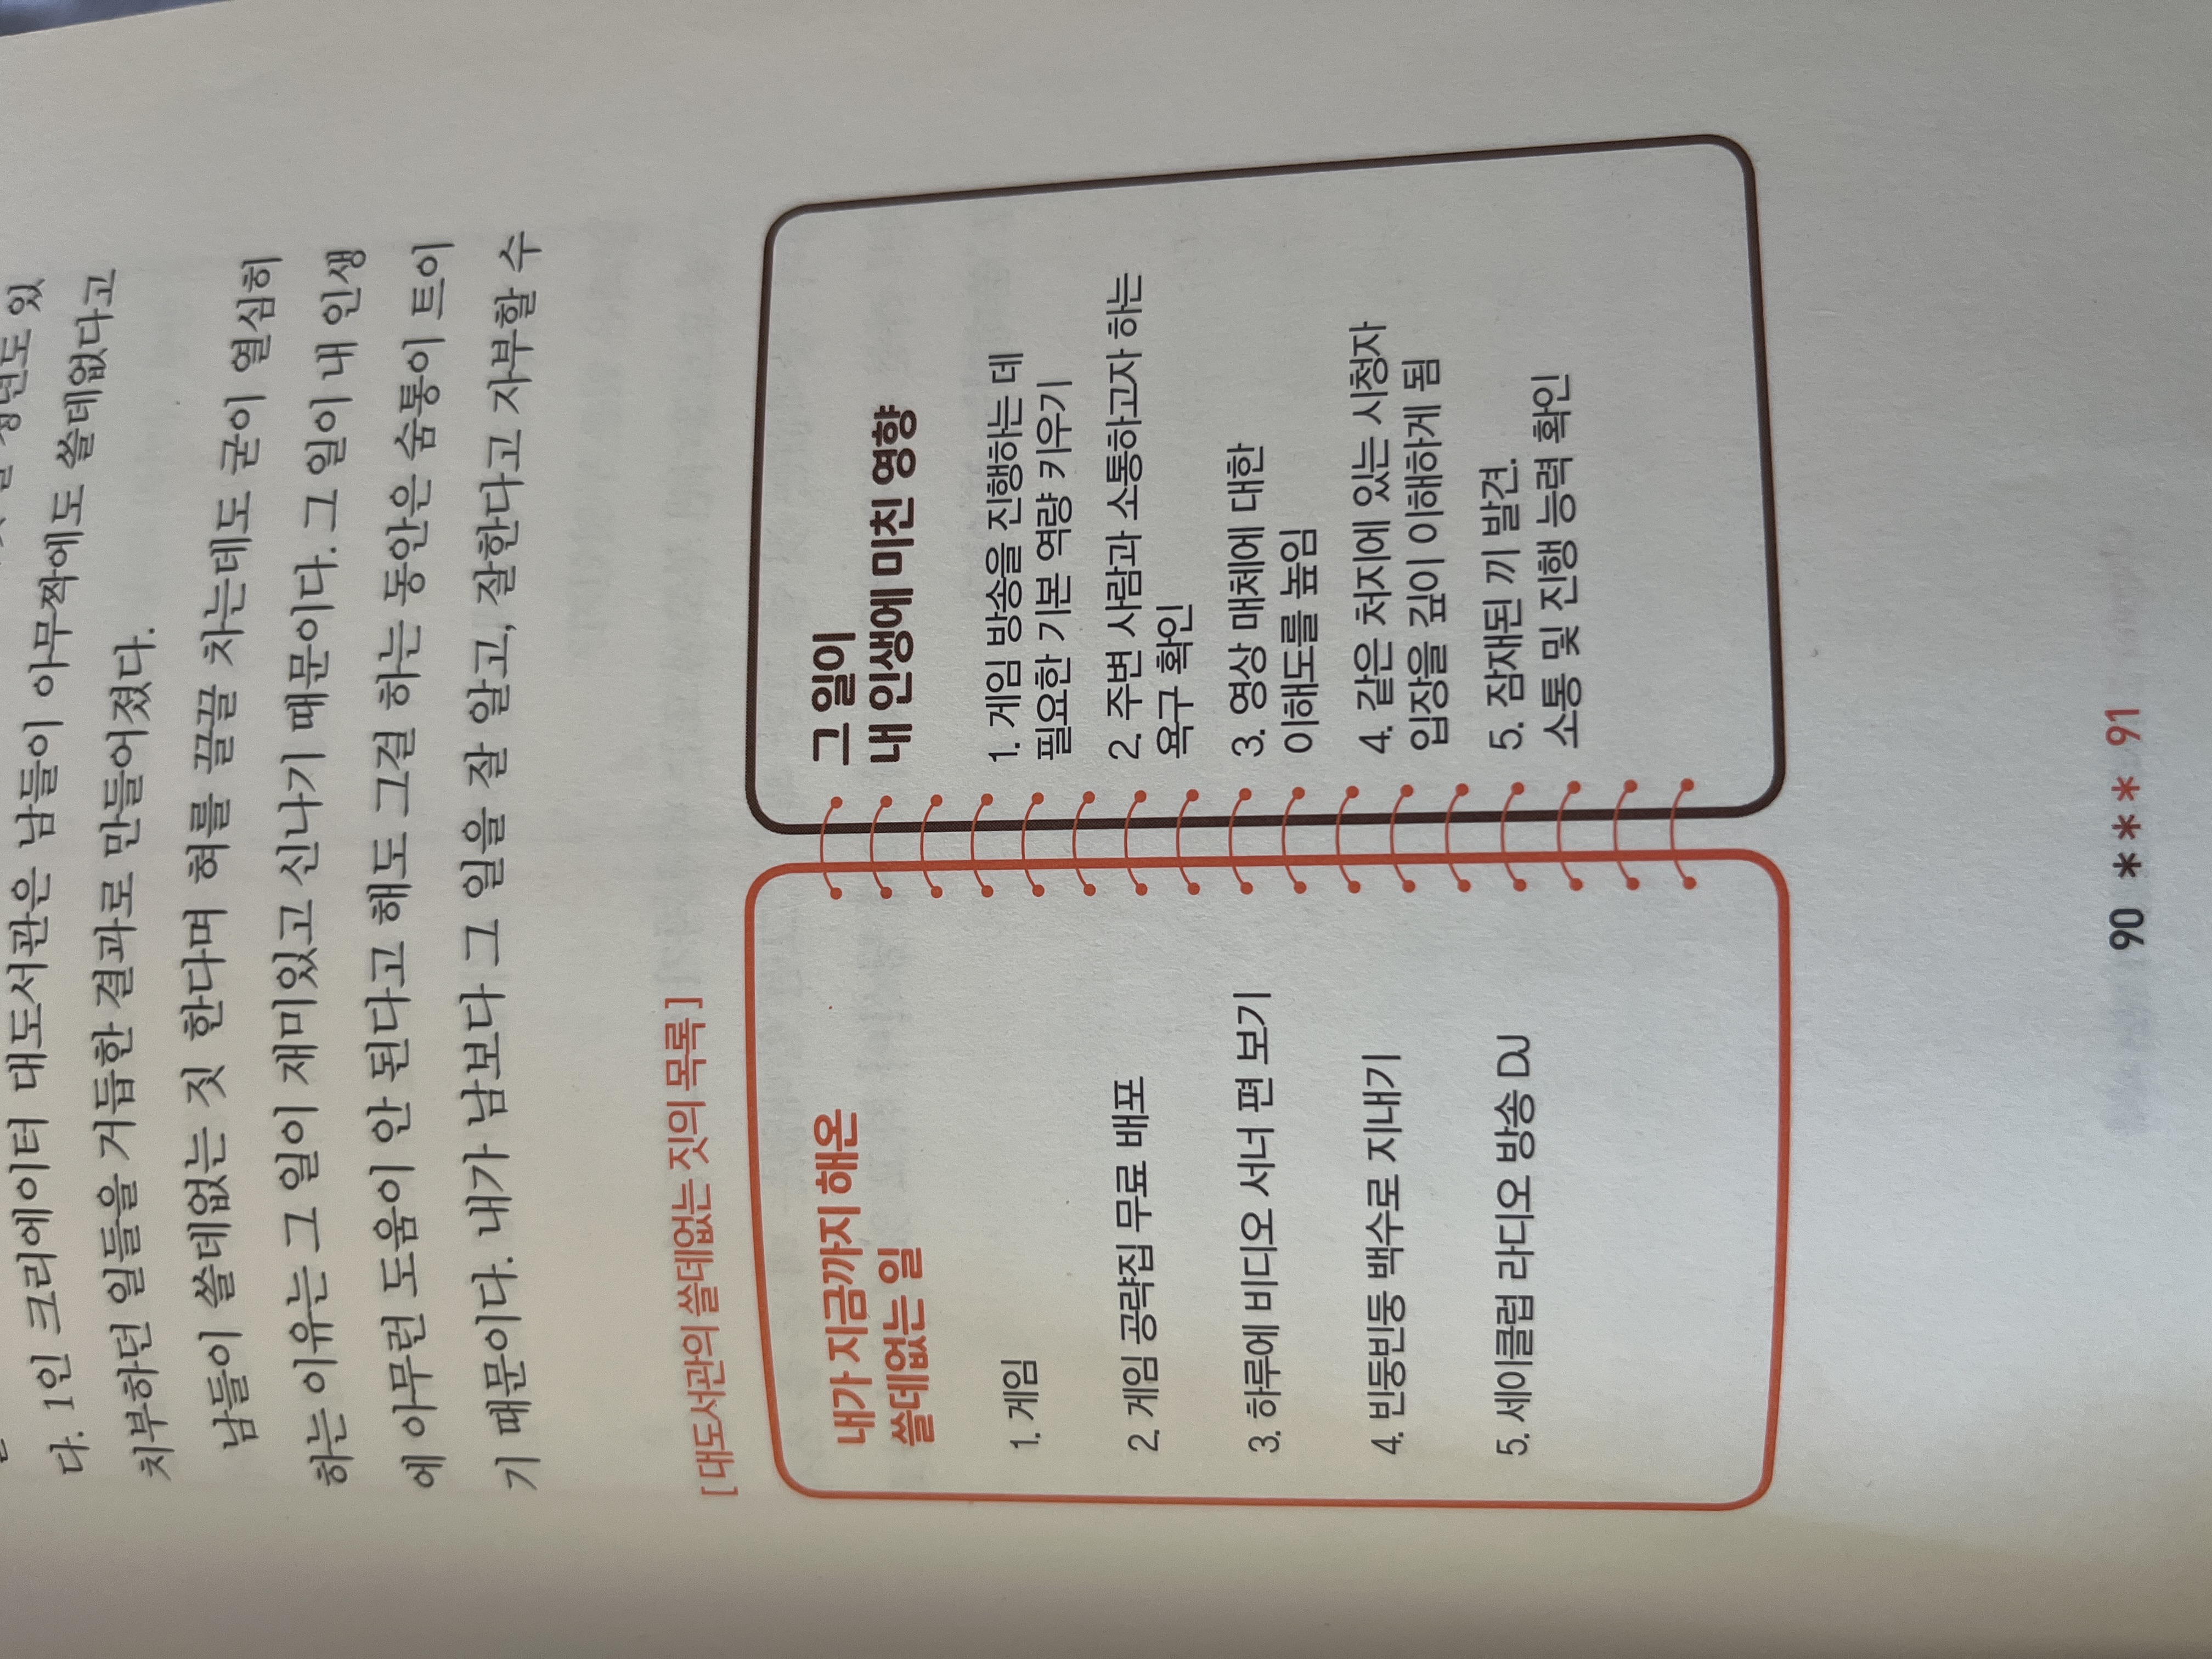 청년도 있
다. 1인 크리에이터 대도서관은 남들이 아무짝에도 쓸데없다고
치부하던 일들을 거듭한 결과로 만들어졌다.
남들이 쓸데없는 짓 한다며 혀를 끌끌 차는데도 굳이 열심히
하는 이유는 그 일이 재미있고 신나기 때문이다. 그 일이 내 인생
에 아무런 도움이 안 된다고 해도 그걸 하는 동안은 숨통이 트이
기 때문이다. 내가 남보다 그 일을 잘 알고, 잘한다고 자부할 수
[ 대도서관의 쓸데없는 짓의 목록 ]
내가 지금까지 해온
쓸데없는 일
1. 게임
2. 게임 공략집 무료 배포
3. 하루에 비디오 서너 편 보기
4. 빈둥빈둥 백수로 지내기
5. 세이클럽 라디오 방송 DJ
그 일이
내 인생에 미친 영향
1. 게임 방송을 진행하는 데
필요한 기본 역량 키우기
2. 주변 사람과 소통하고자 하는
욕구 확인
3. 영상 매체에 대한
이해도를 높임
4. 같은 처지에 있는 시청자
입장을 깊이 이해하게 됨
5. 잠재된 끼 발견.
소통 및 진행 능력 확인
90 *** 91